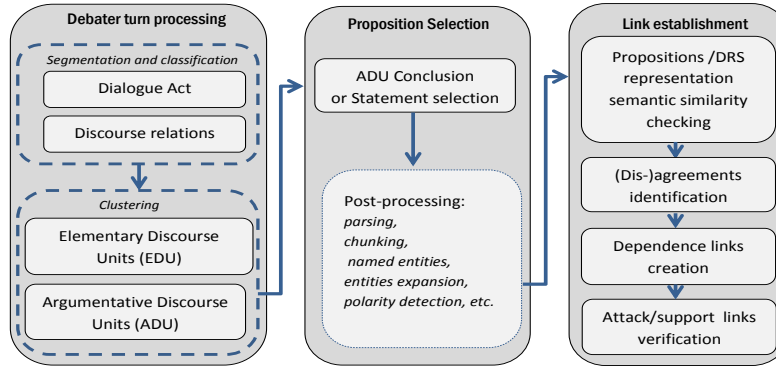 Debater turn processing
Segmentation and classification
Dialogue Act
Discourse relations
Clustering
Elementary Discourse
Units (EDU)
Argumentative Discourse
Units (ADU)
Proposition Selection
ADU Conclusion
or Statement selection
Post-processing:
parsing,
chunking,
named entities,
entities expansion,
polarity detection, etc.
Link establishment
Propositions /DRS
representation
semantic similarity
checking
(Dis-)agreements
identification
Dependence links
creation
Attack/support links
verification